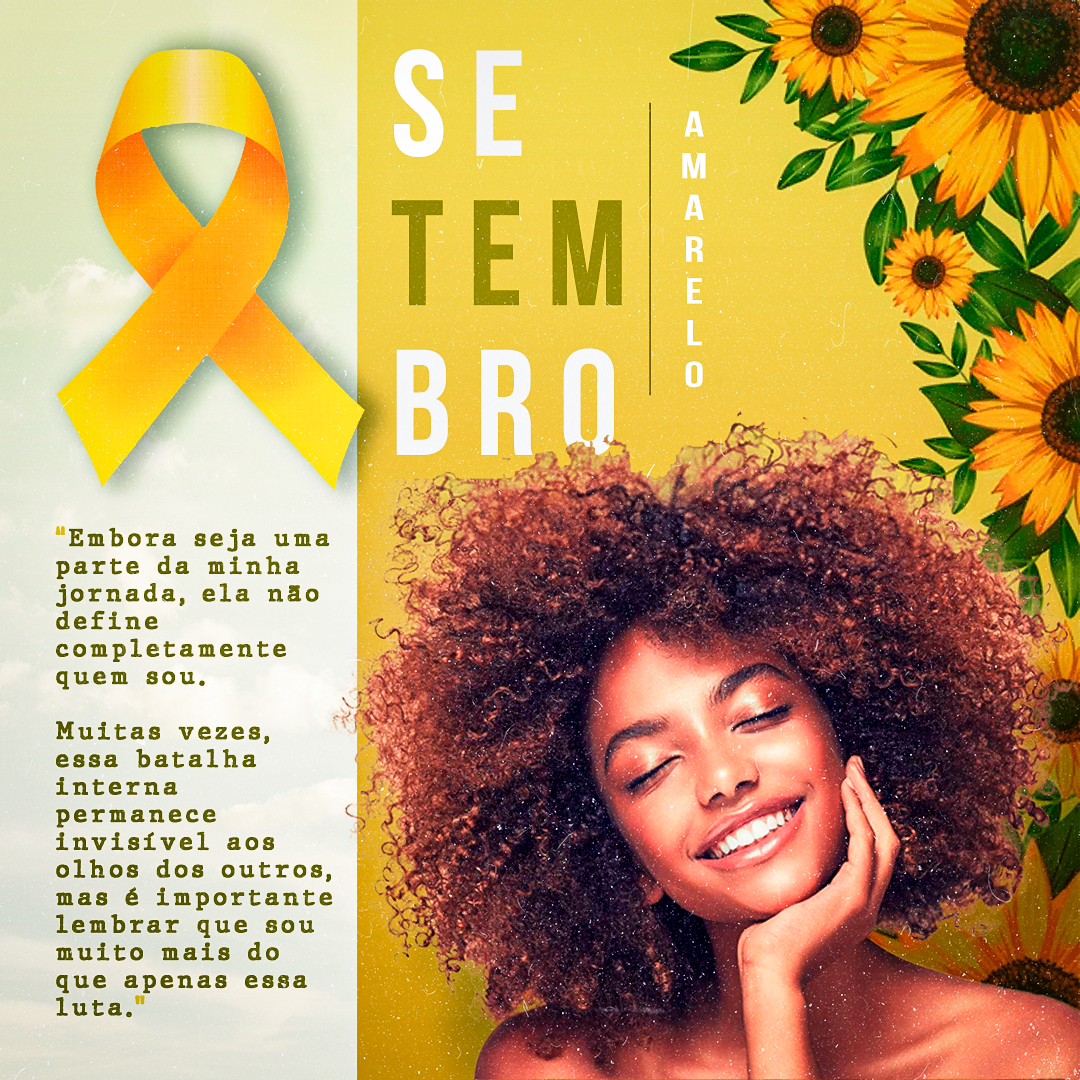 SE
TEM
BRO
AMARELO
"Embora seja uma
parte da minha
jornada, ela não
define
completamente
quem sou.
Muitas vezes,
essa batalha
interna
permanece
invisível aos
olhos dos outros,
mas é importante
lembrar que sou
muito mais do
que apenas essa
luta."